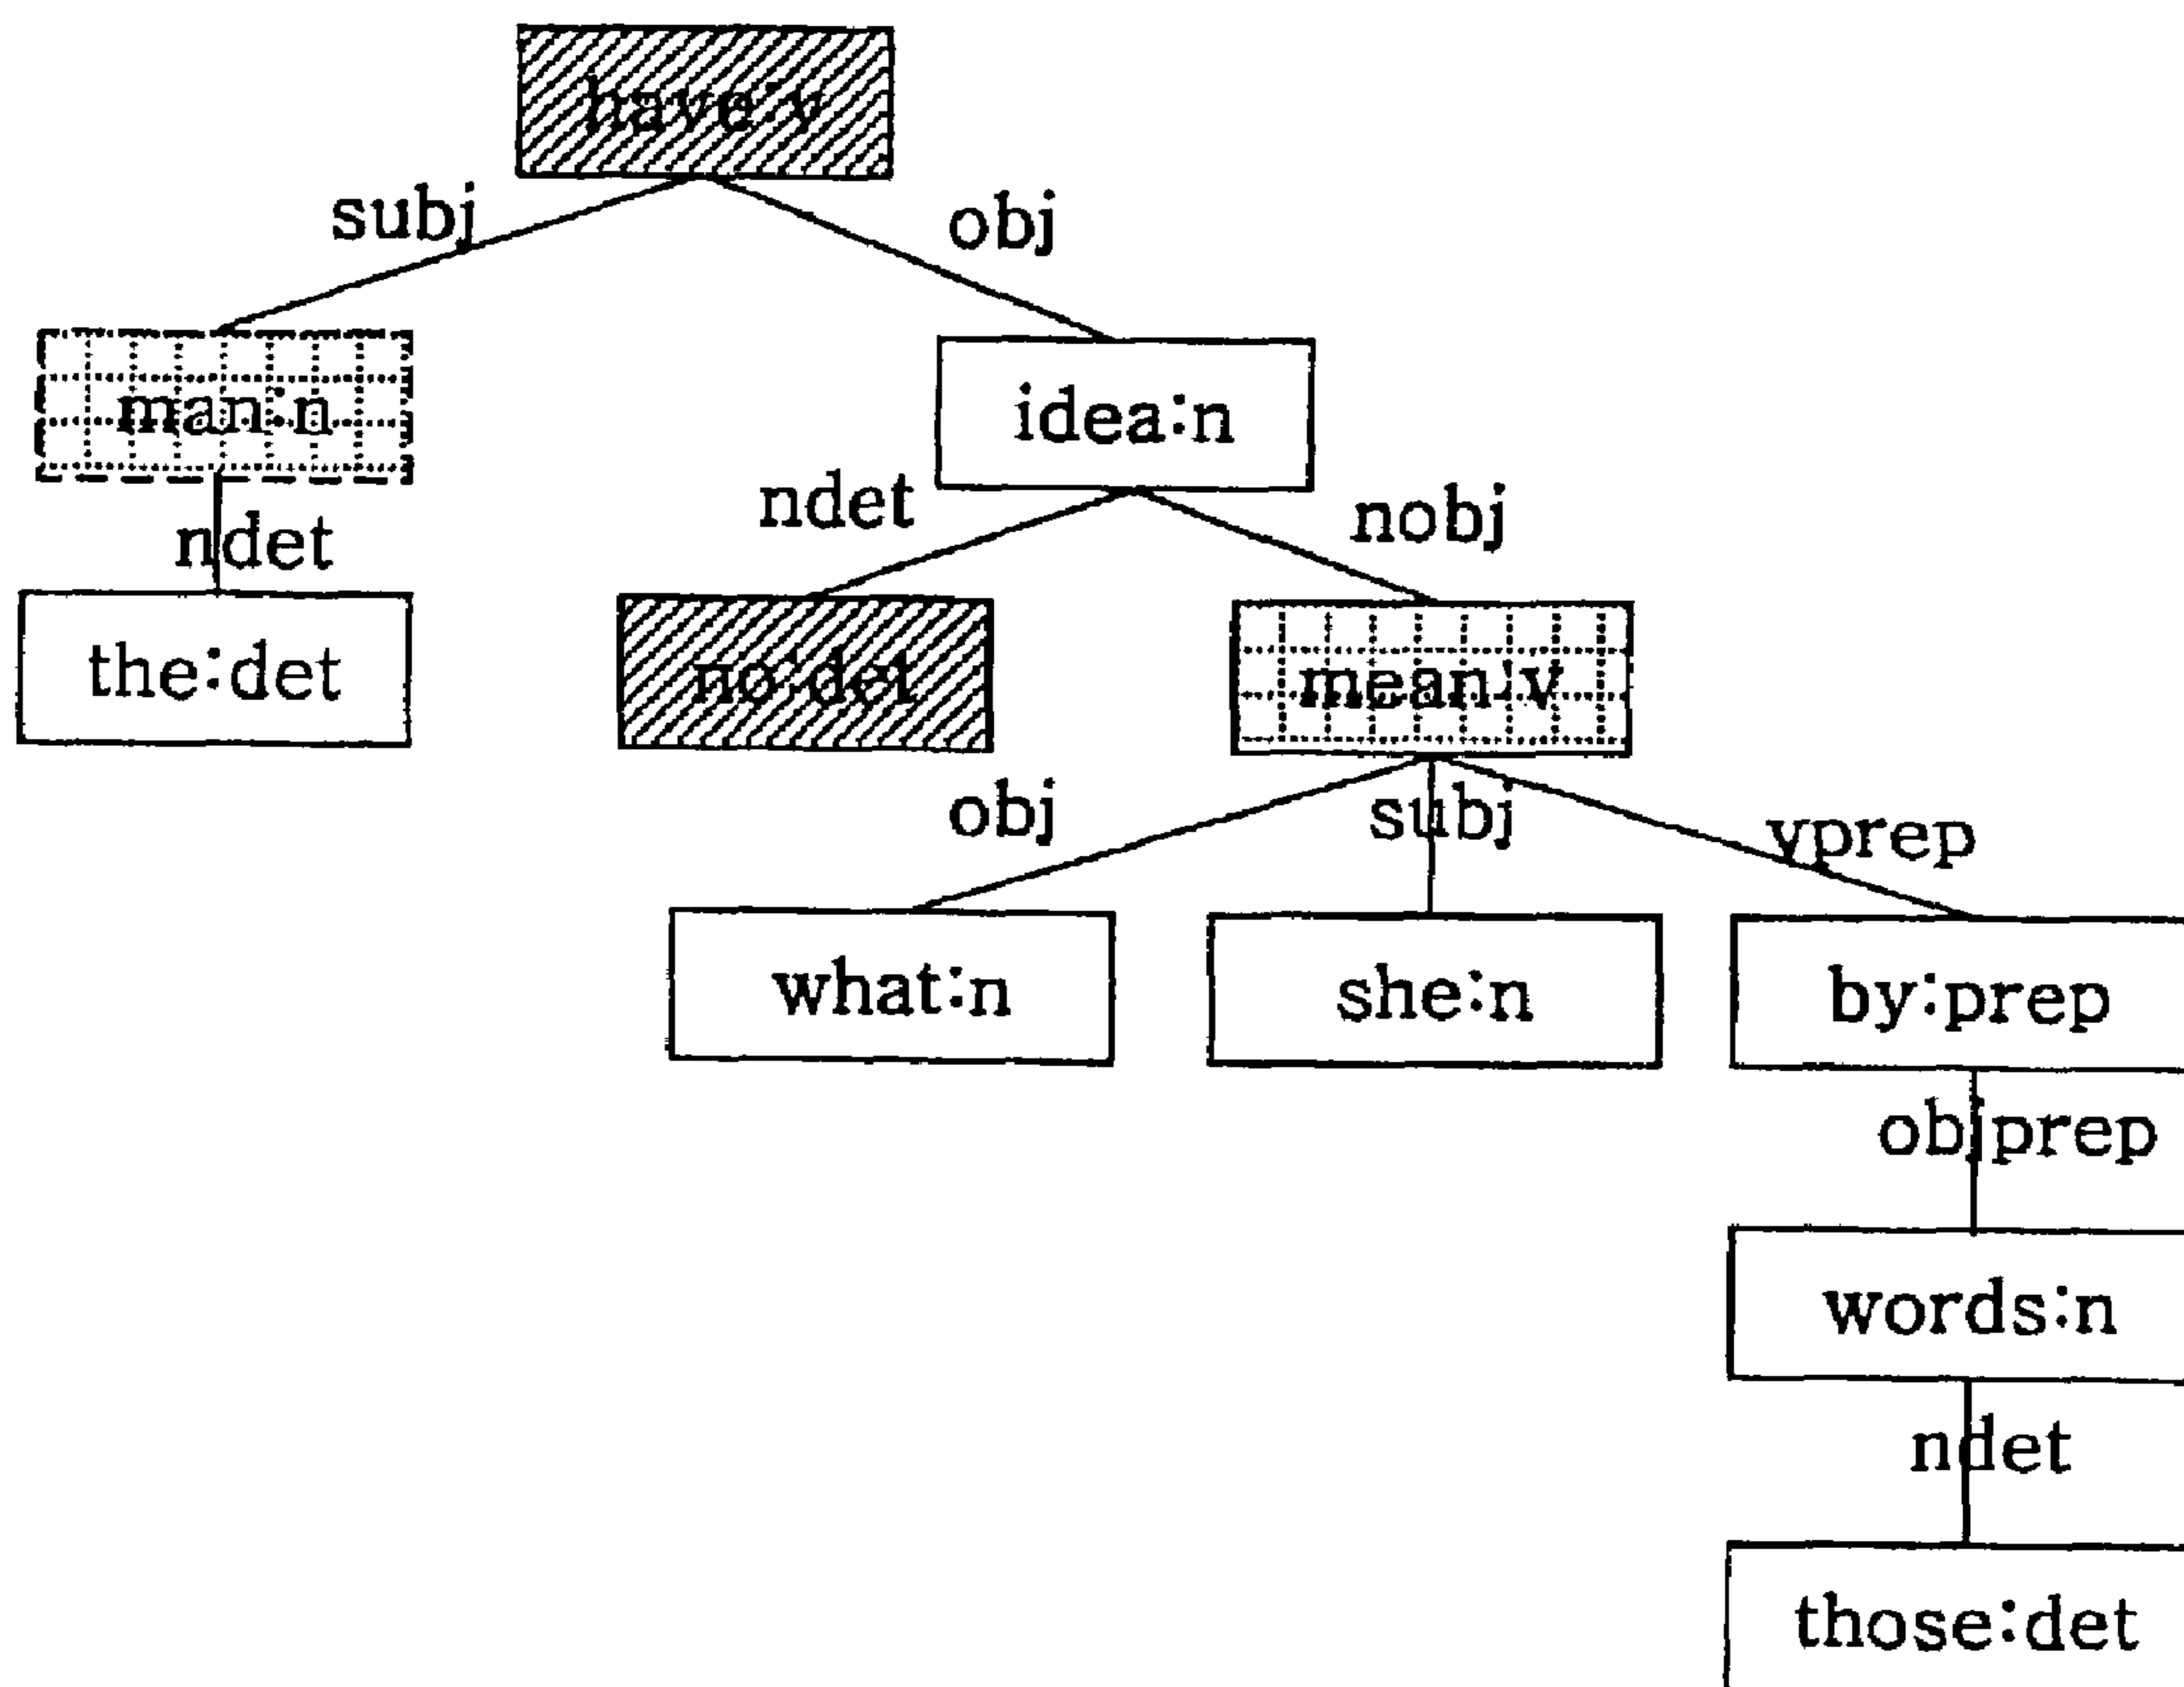 have:v
subj
obj
man:n
idea:n
ndet
ndet
nobj
the:det
no:det
mean:v
obj
subj
vprep
what:n
she:n
by:prep
objprep
words:n
ndet
those:det